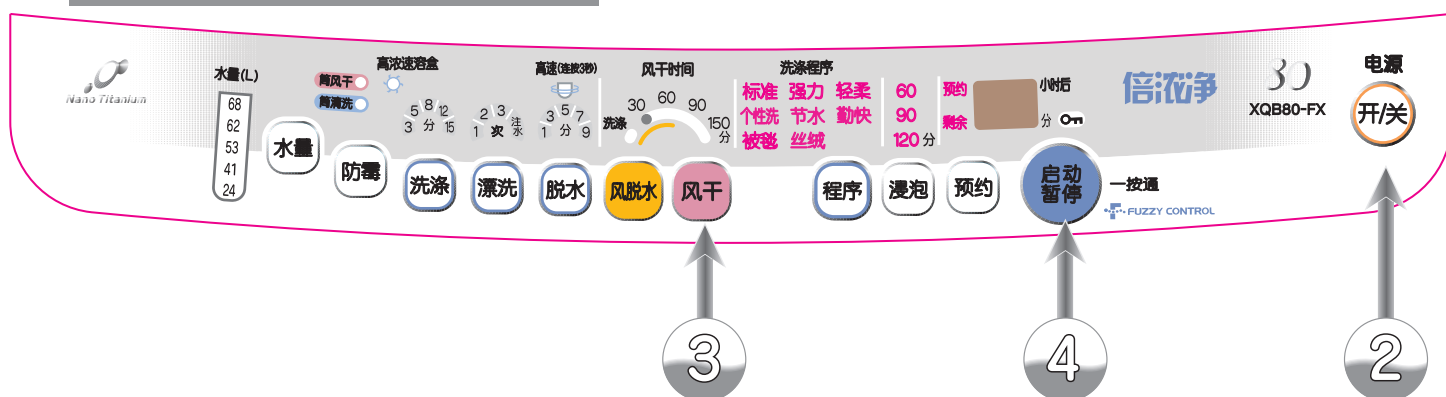 水量(L)
68
62
53
41
24
Nano Titanium
筒风干
筒清洗
高浓速溶盒
3 5 8 12 15
分
1 2 3 注水
次
高速(连按3秒)
1 3 5 7 9
分
风干时间
洗涤 30 60 90 150
分
洗涤程序
标准 强力 轻柔
个性洗 节水 勤快
被毯 丝绒
60
90
120 分
预约
剩余
小时后
分
倍浓净
30
XQB80-FX
电源
开/关
水量
防霉
洗涤
漂洗
脱水
风脱水
风干
程序
浸泡
预约
启动
暂停
一按通
FUZZY CONTROL
3
4
2